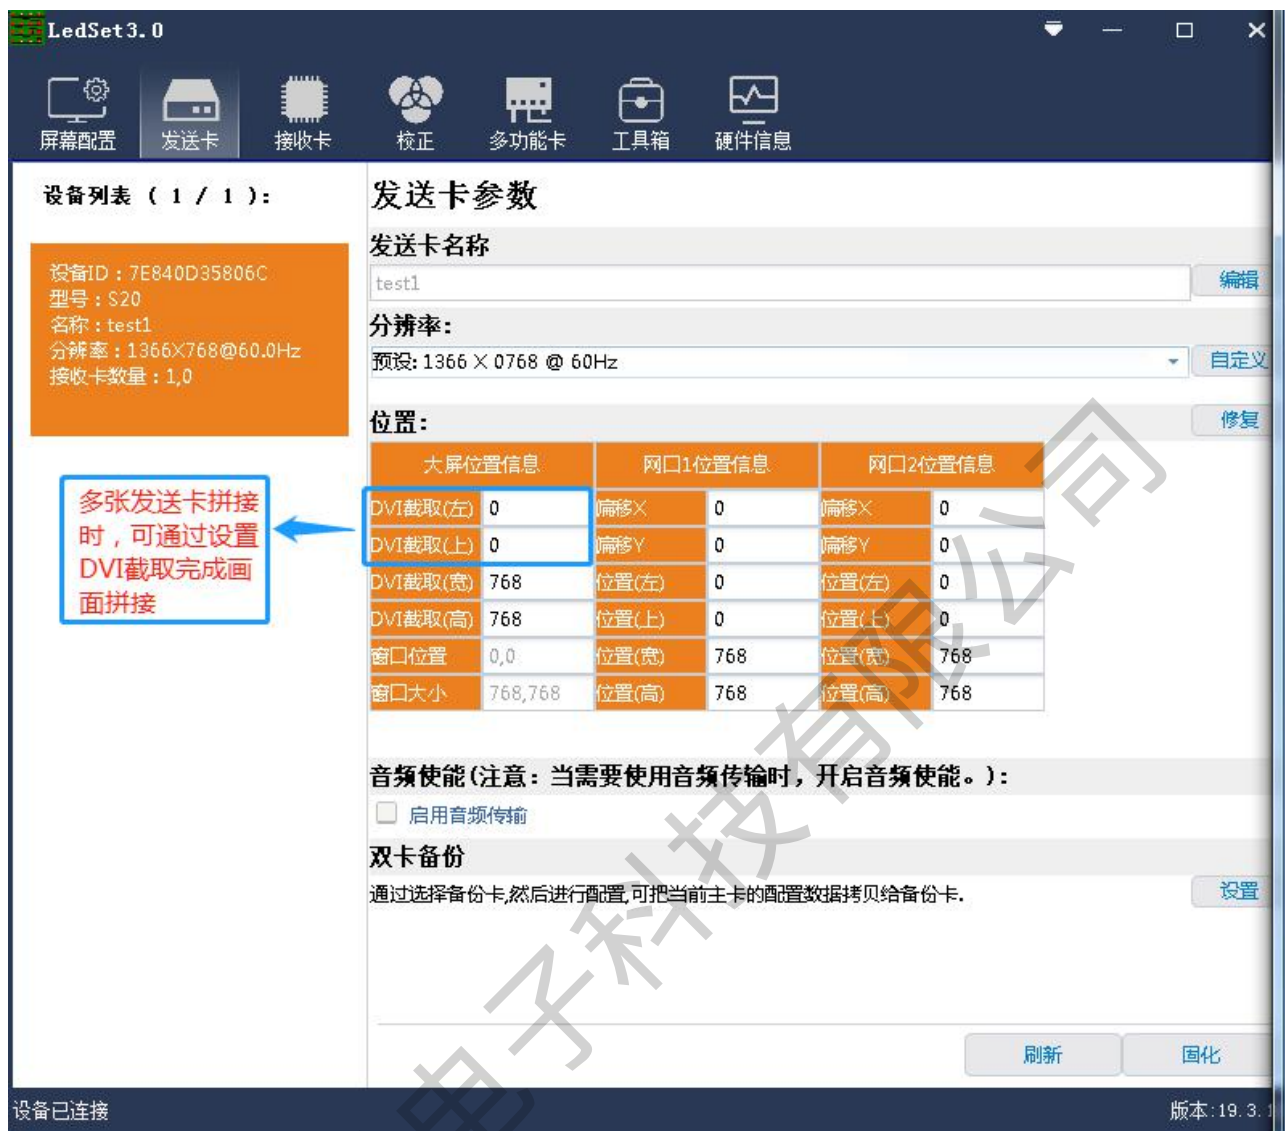 LedSet3.0
屏幕配置 发送卡 接收卡 校正 多功能卡 工具箱 硬件信息
设备列表 ( 1 / 1 ):
设备ID：7E840D35806C
型号：S20
名称：test1
分辨率：1366X768@60.0Hz
接收卡数量：1,0
多张发送卡拼接
时，可通过设置
DVI截取完成画
面拼接
发送卡参数
发送卡名称
test1 编辑
分辨率:
预设: 1366 X 0768 @ 60Hz 自定义
位置: 修复
大屏位置信息 网口1位置信息 网口2位置信息
DVI截取(左) 0 偏移X 0 偏移X 0
DVI截取(上) 0 偏移Y 0 偏移Y 0
DVI截取(宽) 768 位置(左) 0 位置(左) 0
DVI截取(高) 768 位置(上) 0 位置(上) 0
窗口位置 0,0 位置(宽) 768 位置(宽) 768
窗口大小 768,768 位置(高) 768 位置(高) 768
音频使能(注意: 当需要使用音频传输时, 开启音频使能。):
启用音频传输
双卡备份
通过选择备份卡,然后进行配置,可把当前主卡的配置数据拷贝给备份卡. 设置
刷新 固化
设备已连接 版本:19.3.1
电子科技有限公司